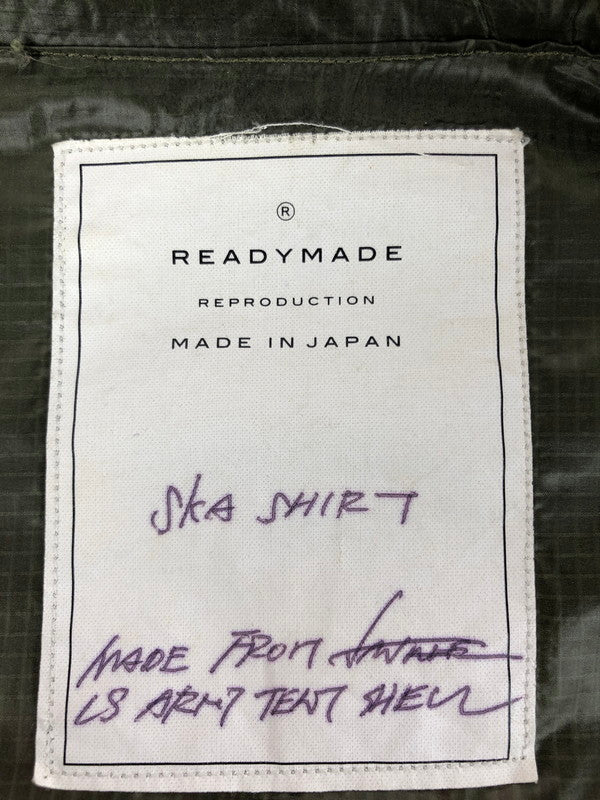 ®
READYMADE
REPRODUCTION
MADE IN JAPAN
SKA SHIRT
MADE FROM
US ARMY TENT SHELL